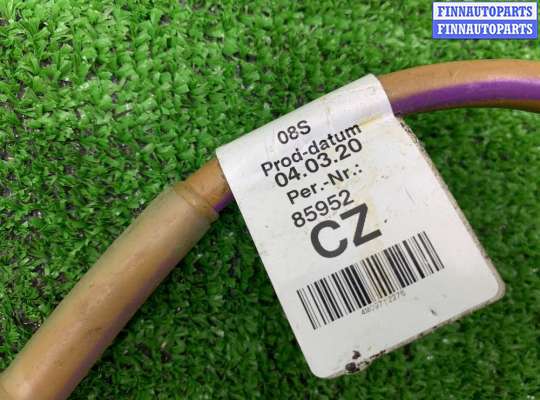 FINNAUTOPARTS
FINNAUTOPARTS
08S
Prod-datum
04.03.20
Per.-Nr.:
85952
CZ